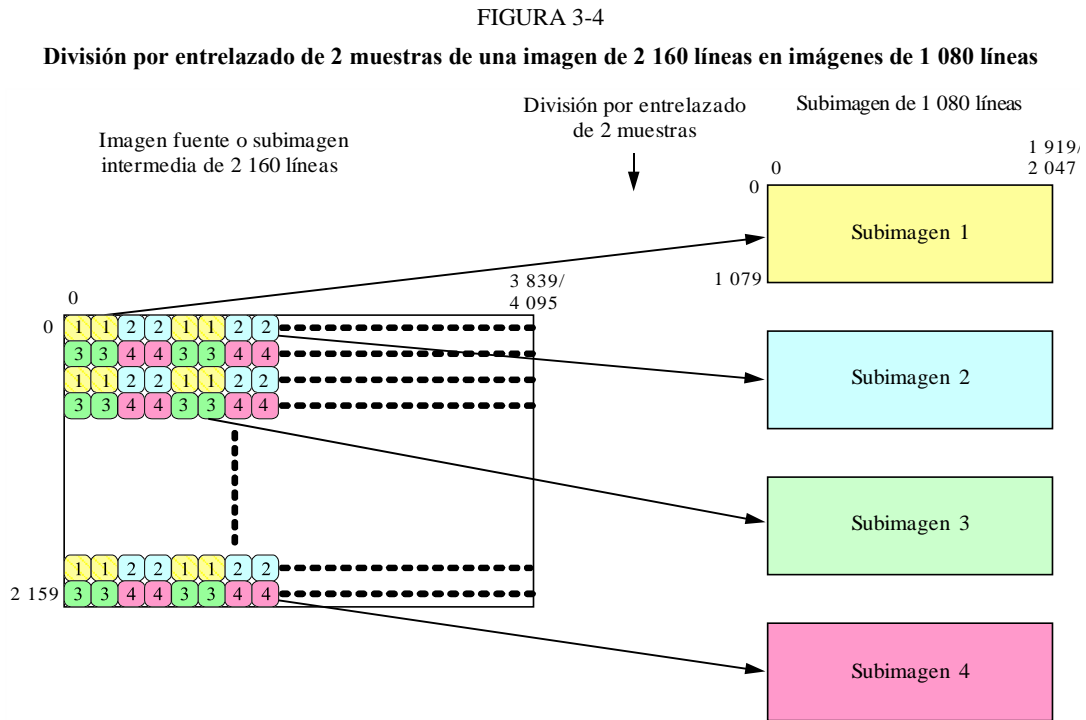 FIGURA 3-4
División por entrelazado de 2 muestras de una imagen de 2 160 líneas en imágenes de 1 080 líneas
Imagen fuente o subimagen
intermedia de 2 160 líneas
División por entrelazado
de 2 muestras
Subimagen de 1 080 líneas
0
1 919/
2 047
0
Subimagen 1
1 079
0
3 839/
4 095
0
1 1 2 2 1 1 2 2
3 3 4 4 3 3 4 4
1 1 2 2 1 1 2 2
3 3 4 4 3 3 4 4
Subimagen 2
Subimagen 3
1 1 2 2 1 1 2 2
2 159
3 3 4 4 3 3 4 4
Subimagen 4